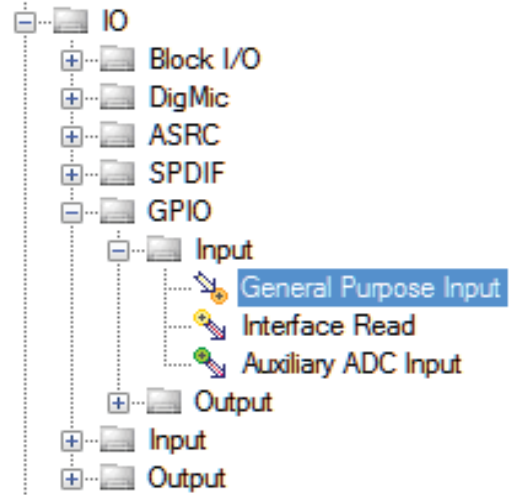 IO
Block I/O
DigMic
ASRC
SPDIF
GPIO
Input
General Purpose Input
Interface Read
Auxiliary ADC Input
Output
Input
Output